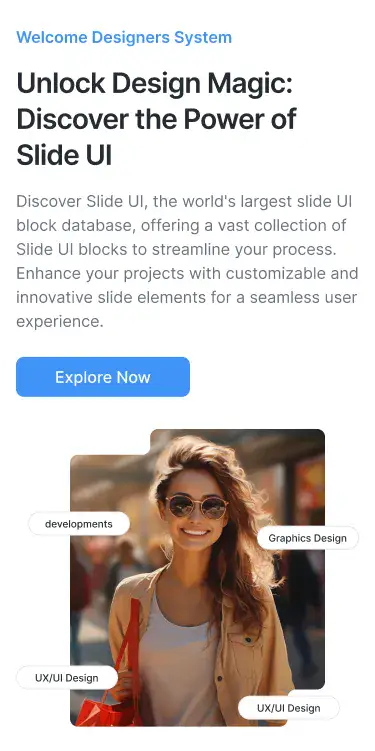 Welcome Designers System
Unlock Design Magic:
Discover the Power of
Slide UI
Discover Slide UI, the world's largest slide UI
block database, offering a vast collection of
Slide UI blocks to streamline your process.
Enhance your projects with customizable and
innovative slide elements for a seamless user
experience.
Explore Now
developments
Graphics Design
UX/UI Design
UX/UI Design